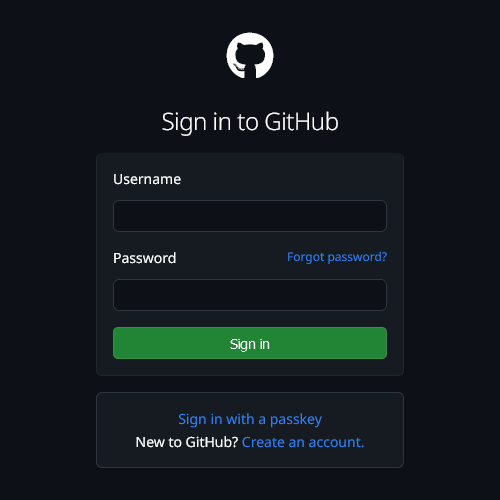 Sign in to GitHub
Username
Password Forgot password?
Sign in
Sign in with a passkey
New to GitHub? Create an account.